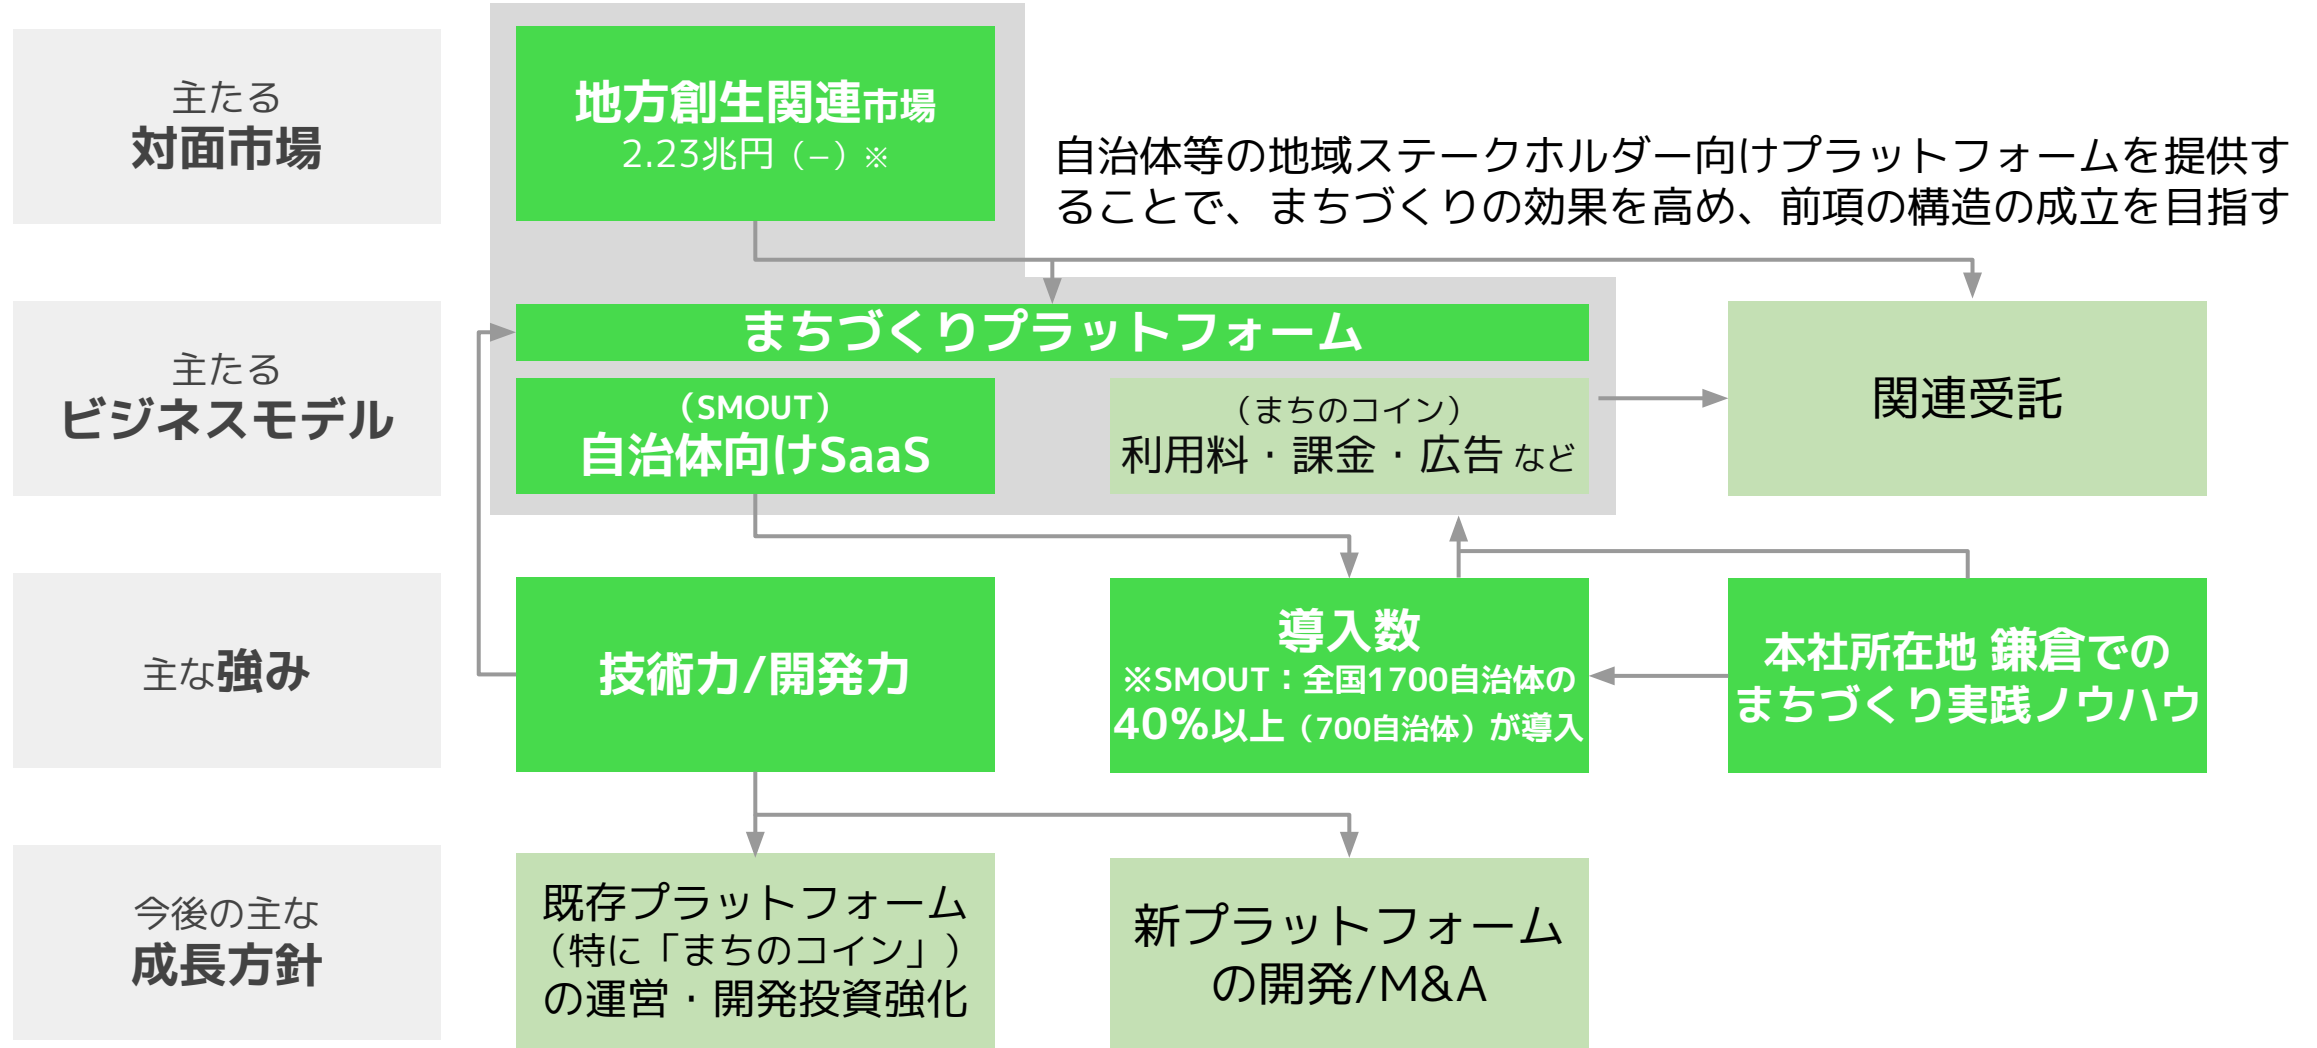 主たる
対面市場
地方創生関連市場
2.23兆円（−）※
自治体等の地域ステークホルダー向けプラットフォームを提供す
ることで、まちづくりの効果を高め、前項の構造の成立を目指す
主たる
ビジネスモデル
まちづくりプラットフォーム
（SMOUT）
自治体向けSaaS
（まちのコイン）
利用料・課金・広告 など
関連受託
主な強み
技術力/開発力
導入数
※SMOUT：全国1700自治体の
40%以上（700自治体）が導入
本社所在地 鎌倉での
まちづくり実践ノウハウ
今後の主な
成長方針
既存プラットフォーム
（特に「まちのコイン」）
の運営・開発投資強化
新プラットフォーム
の開発/M&A